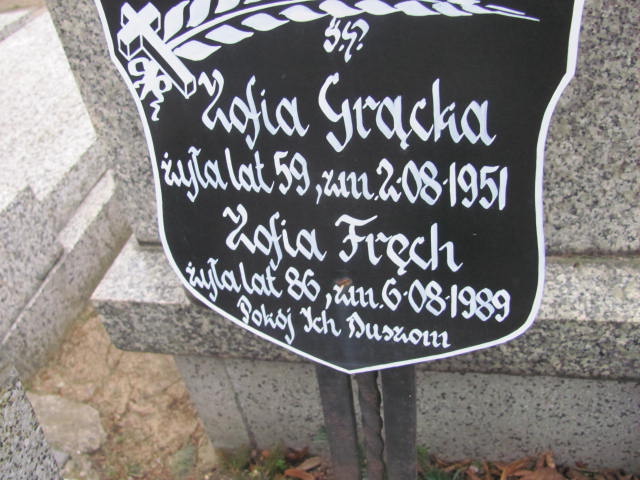 Ś.†P.
Zofia Grącka
żyła lat 59, zm. 2·08·1951
Zofia Fręch
żyła lat 86, zm. 6·08·1989
Pokój Ich Duszom